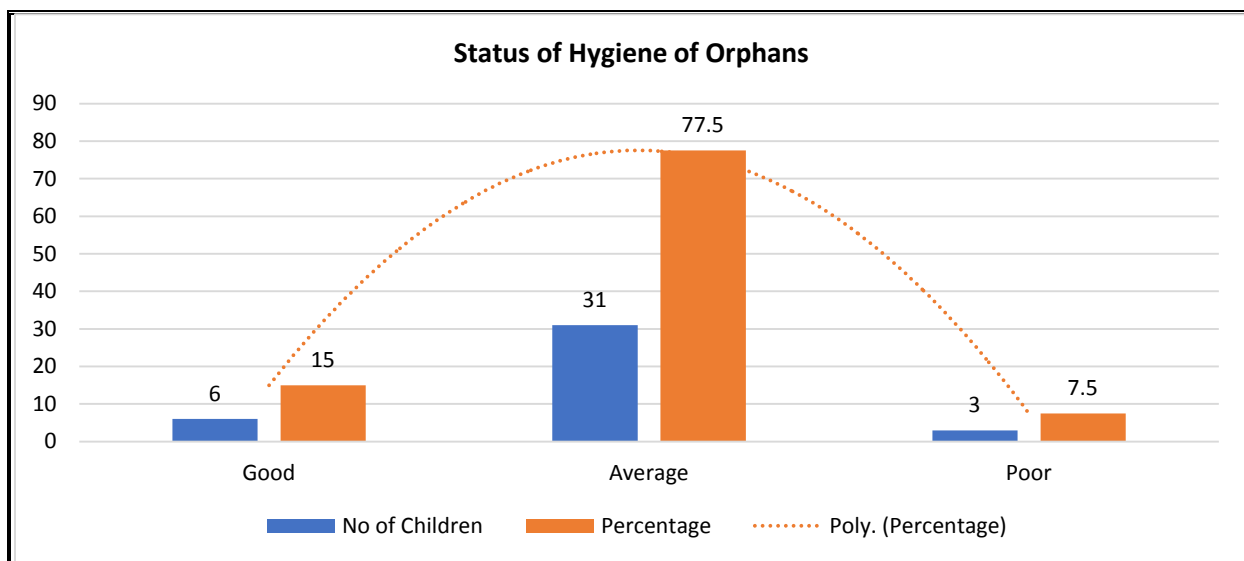 Status of Hygiene of Orphans
90
80
70
60
50
40
30
20
10
0
6
15
31
77.5
3
7.5
Good
Average
Poor
No of Children
Percentage
Poly. (Percentage)